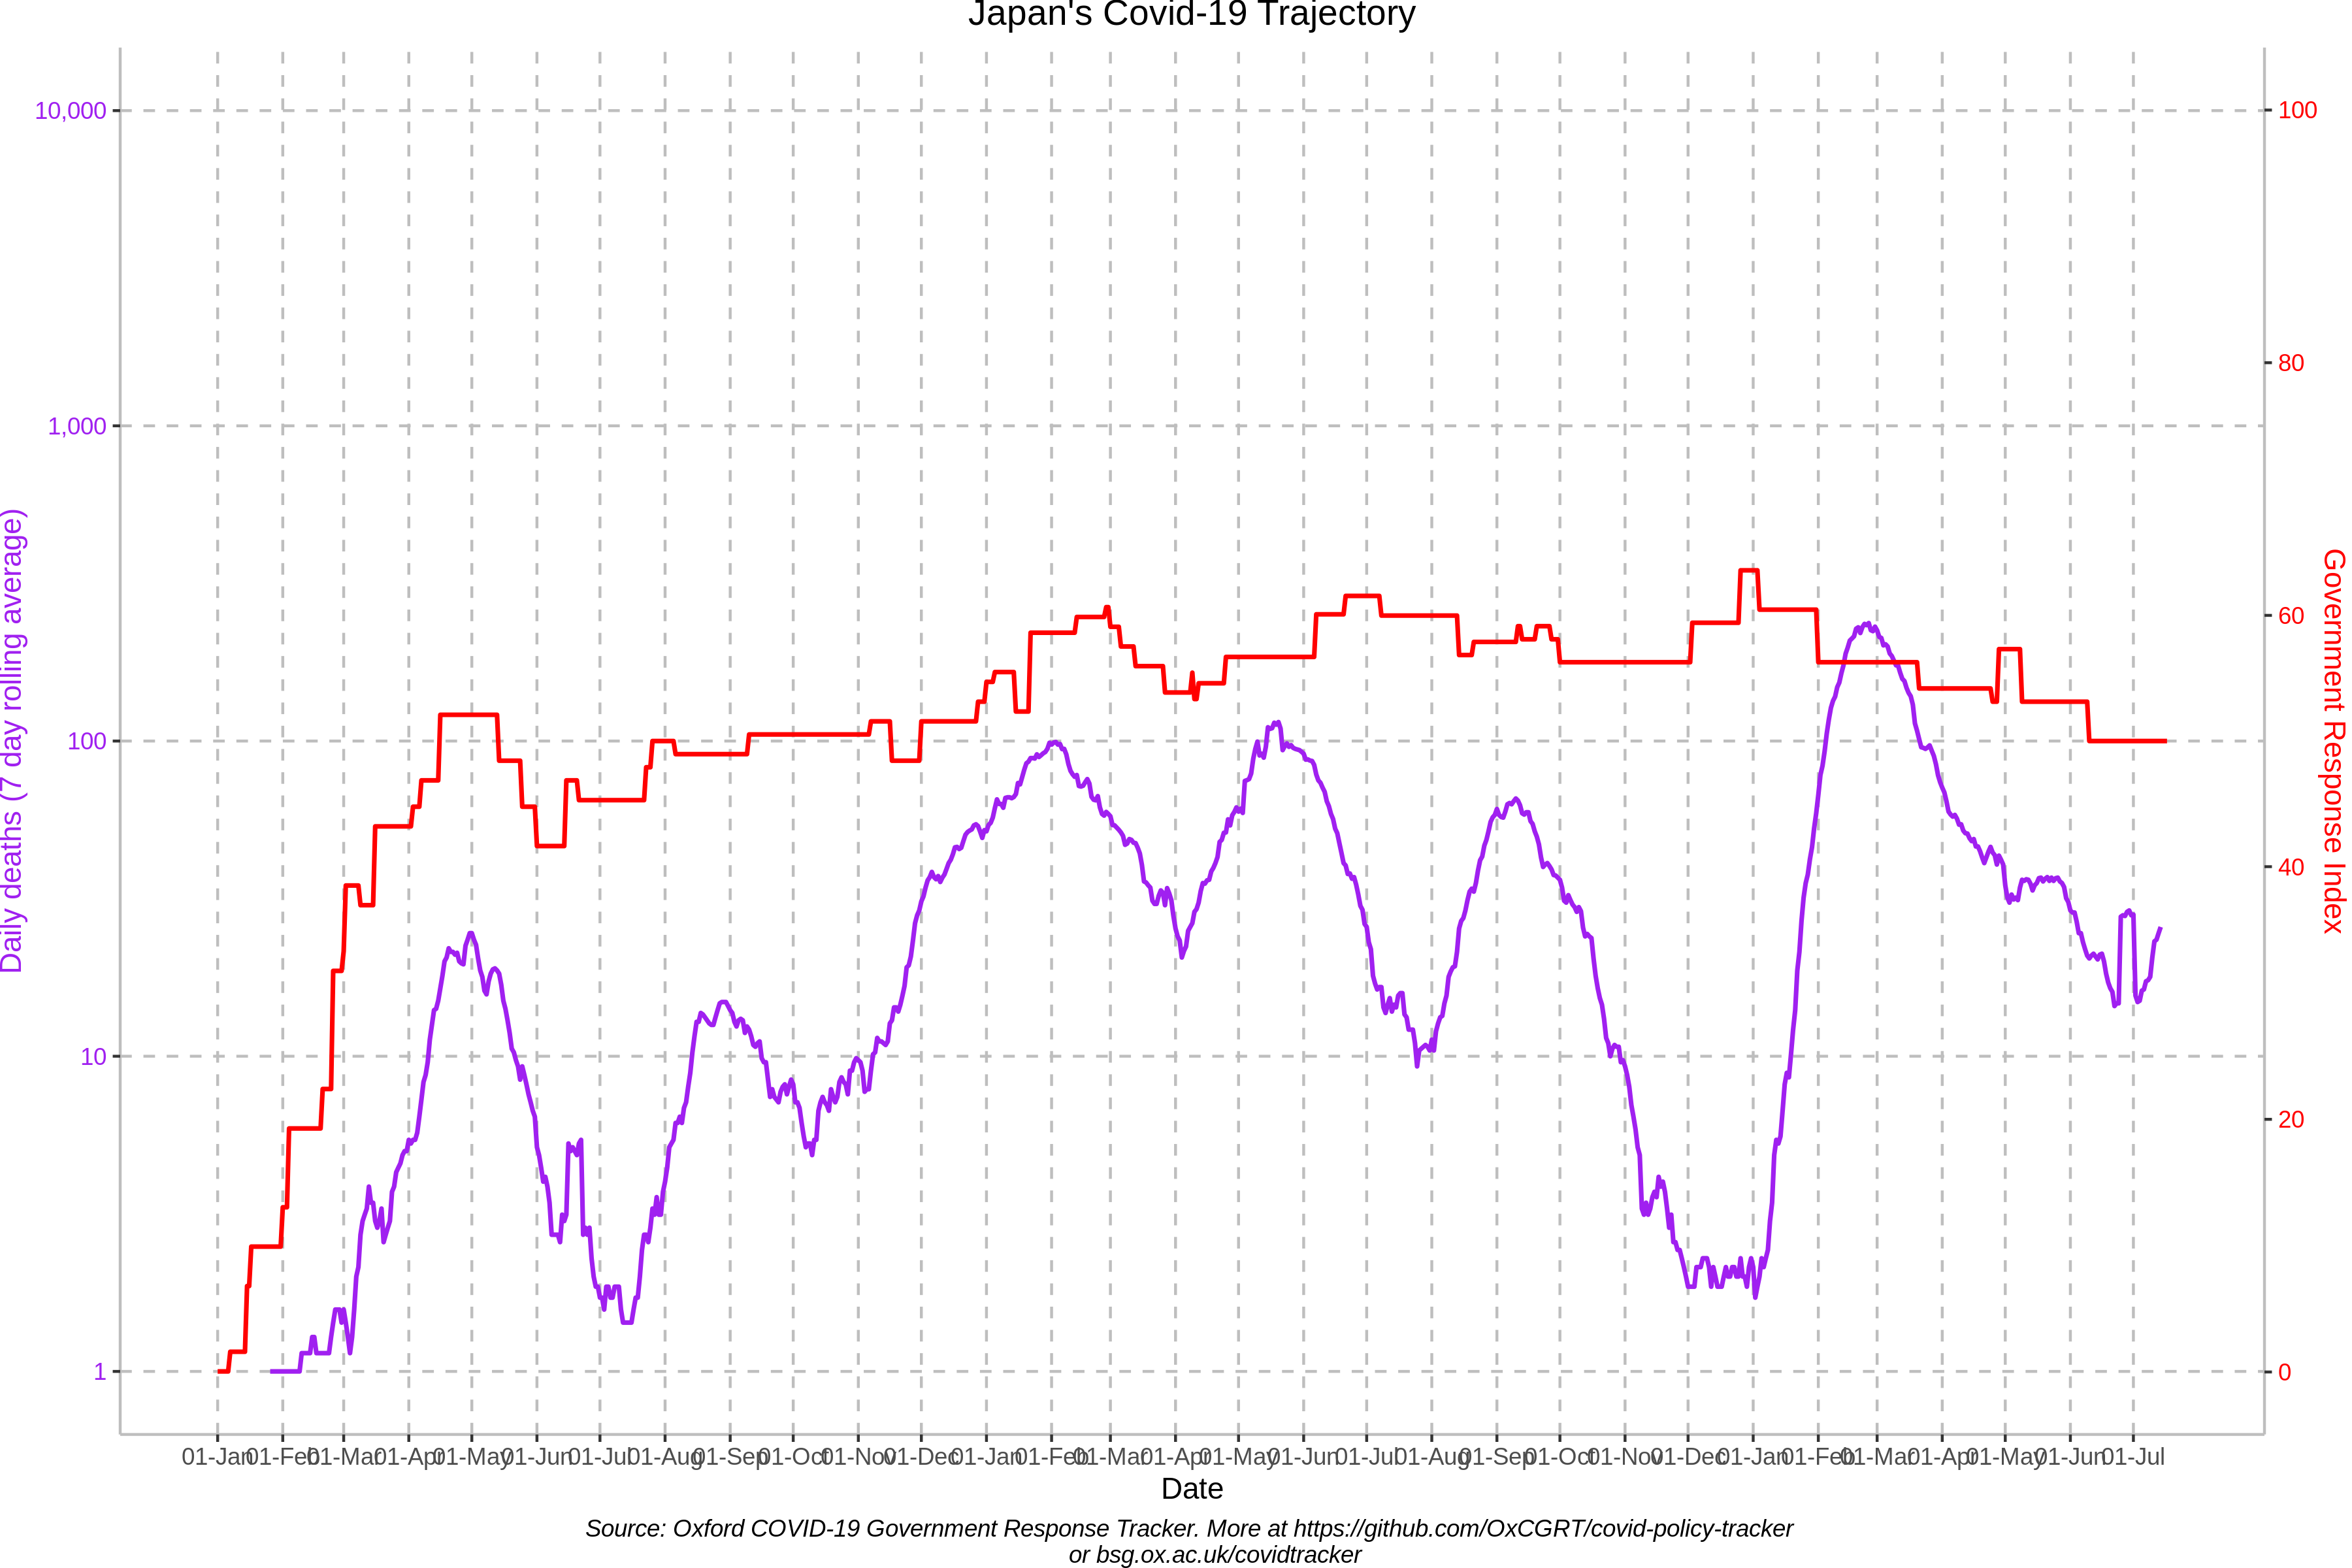 Japan's Covid-19 Trajectory
10,000
1,000
100
10
1
Daily deaths (7 day rolling average)
100
80
60
40
20
0
Government Response Index
01-Jan 01-Feb 01-Mar 01-Apr 01-May 01-Jun 01-Jul 01-Aug 01-Sep 01-Oct 01-Nov 01-Dec 01-Jan 01-Feb 01-Mar 01-Apr 01-May 01-Jun 01-Jul 01-Aug 01-Sep 01-Oct 01-Nov 01-Dec 01-Jan 01-Feb 01-Mar 01-Apr 01-May 01-Jun 01-Jul
Date
Source: Oxford COVID-19 Government Response Tracker. More at https://github.com/OxCGRT/covid-policy-tracker
or bsg.ox.ac.uk/covidtracker